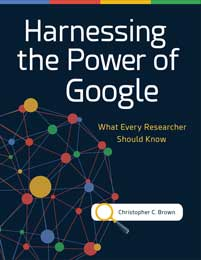 Harnessing
the Power of
Google
What Every Researcher
Should Know
Christopher C. Brown